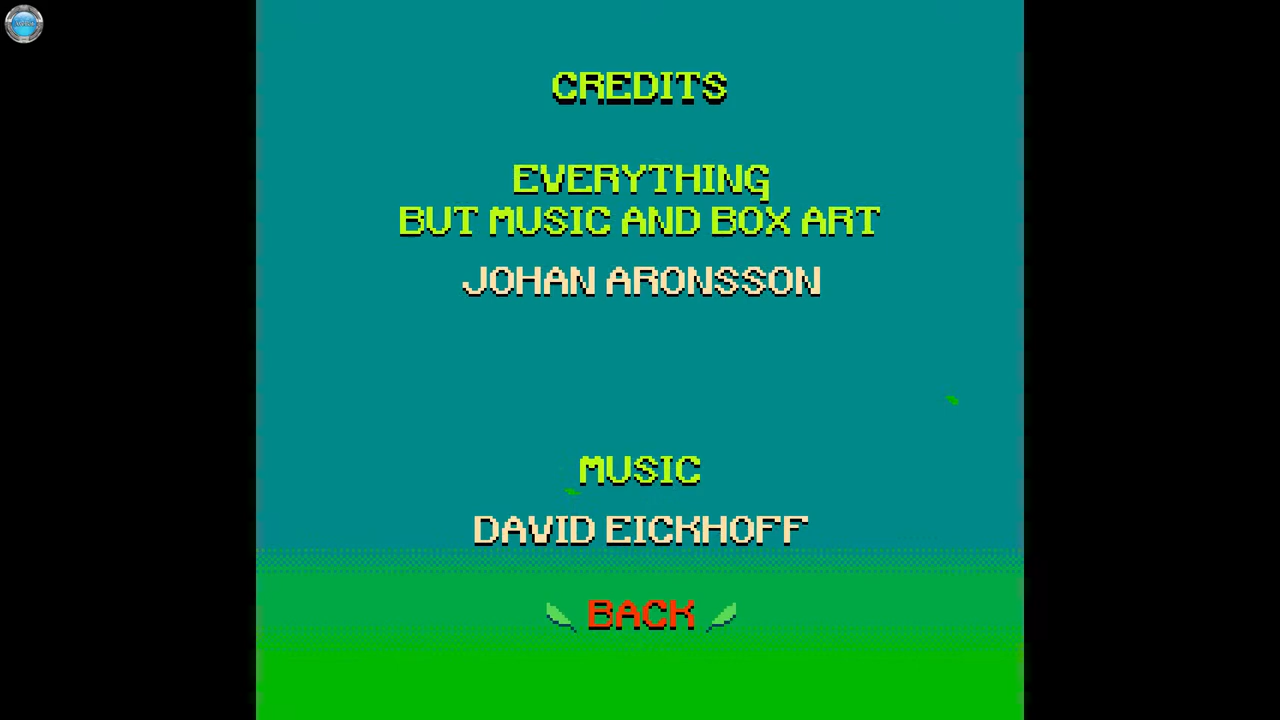 CREDITS
EVERYTHING
BUT MUSIC AND BOX ART
JOHAN ARONSSON
MUSIC
DAVID EICKHOFF
BACK